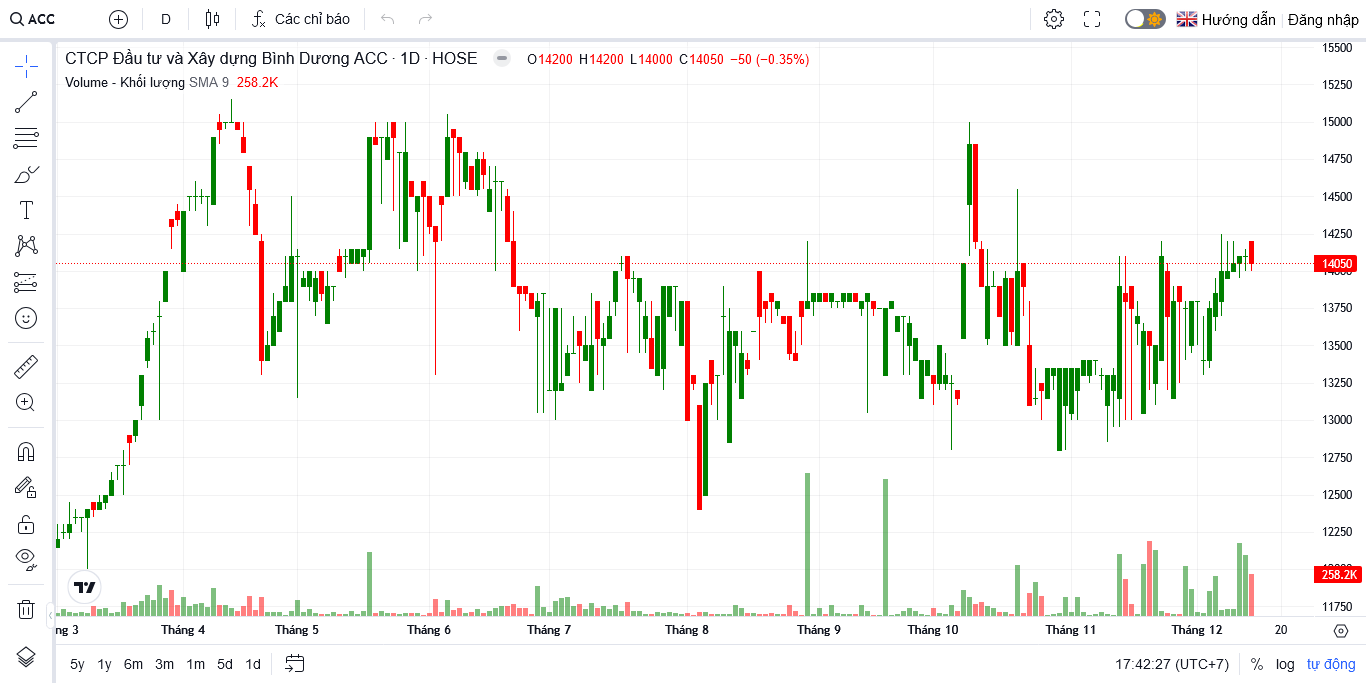 ACC D Các chỉ báo Hướng dẫn Đăng nhập
CTCP Đầu tư và Xây dựng Bình Dương ACC · 1D · HOSE O14200 H14200 L14000 C14050 −50 (−0.35%)
Volume - Khối lượng SMA 9 258.2K
15500
15250
15000
14750
14500
14250
14050
14000
13750
13500
13250
13000
12750
12500
12250
258.2K
11750
ng 3 Tháng 4 Tháng 5 Tháng 6 Tháng 7 Tháng 8 Tháng 9 Tháng 10 Tháng 11 Tháng 12 20
5y 1y 6m 3m 1m 5d 1d 17:42:27 (UTC+7) % log tự động